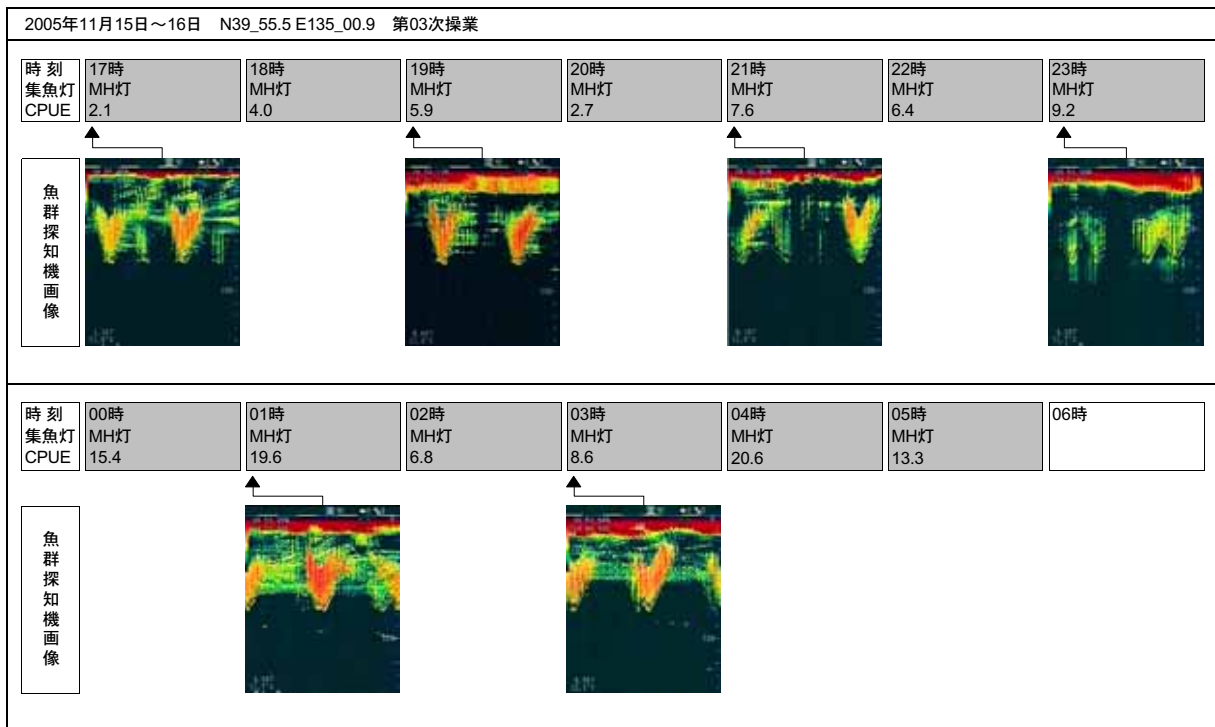 2005年11月15日～16日 N39_55.5 E135_00.9 第03次操業
時 刻 17時 18時 19時 20時 21時 22時 23時
集魚灯 MH灯 MH灯 MH灯 MH灯 MH灯 MH灯 MH灯
CPUE 2.1 4.0 5.9 2.7 7.6 6.4 9.2
魚群探知機画像
時 刻 00時 01時 02時 03時 04時 05時 06時
集魚灯 MH灯 MH灯 MH灯 MH灯 MH灯 MH灯
CPUE 15.4 19.6 6.8 8.6 20.6 13.3
魚群探知機画像